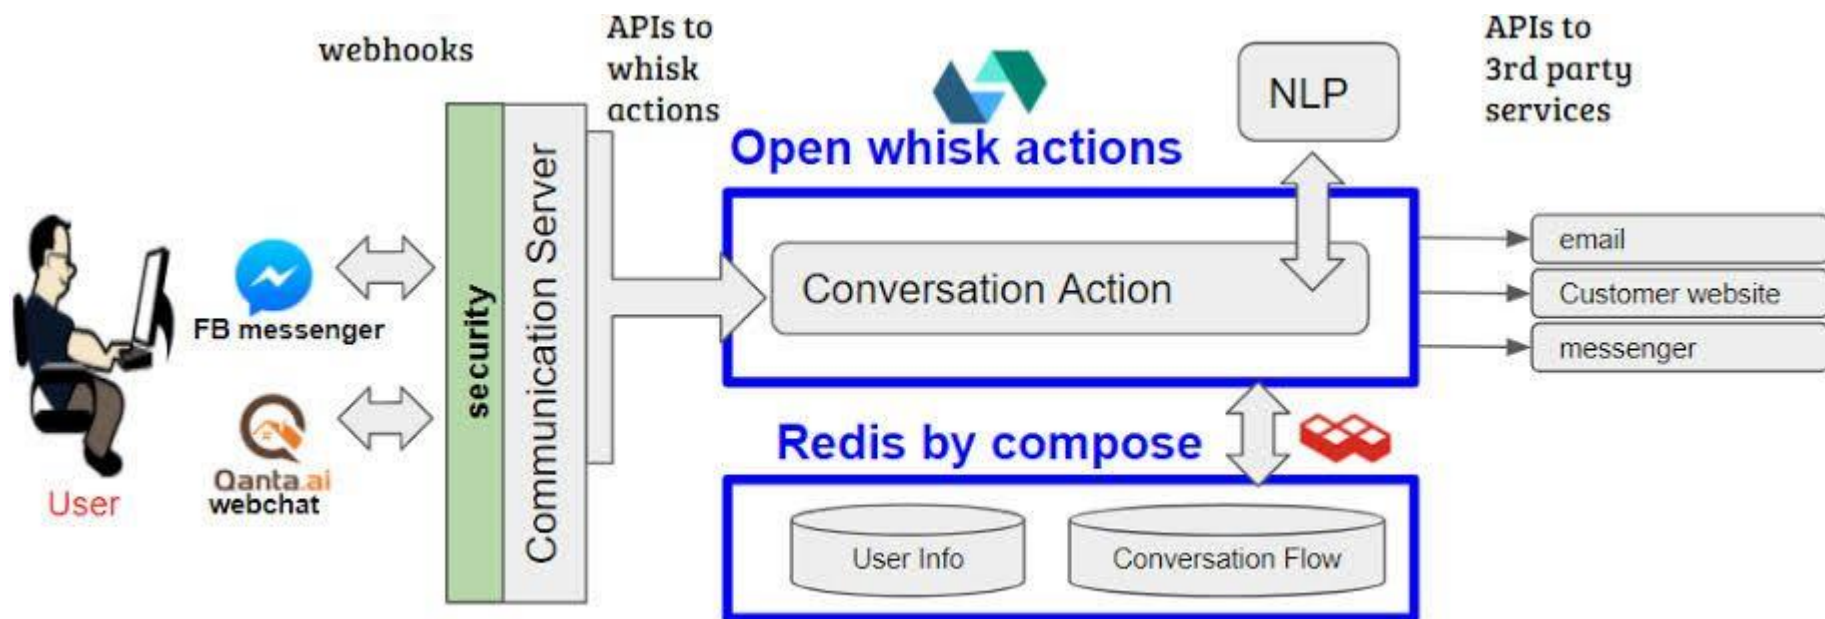 webhooks
APIs to
whisk
actions
APIs to
3rd party
services
NLP
Open whisk actions
security
Communication Server
Conversation Action
email
Customer website
messenger
FB messenger
Qanta.ai
webchat
User
Redis by compose
User Info
Conversation Flow